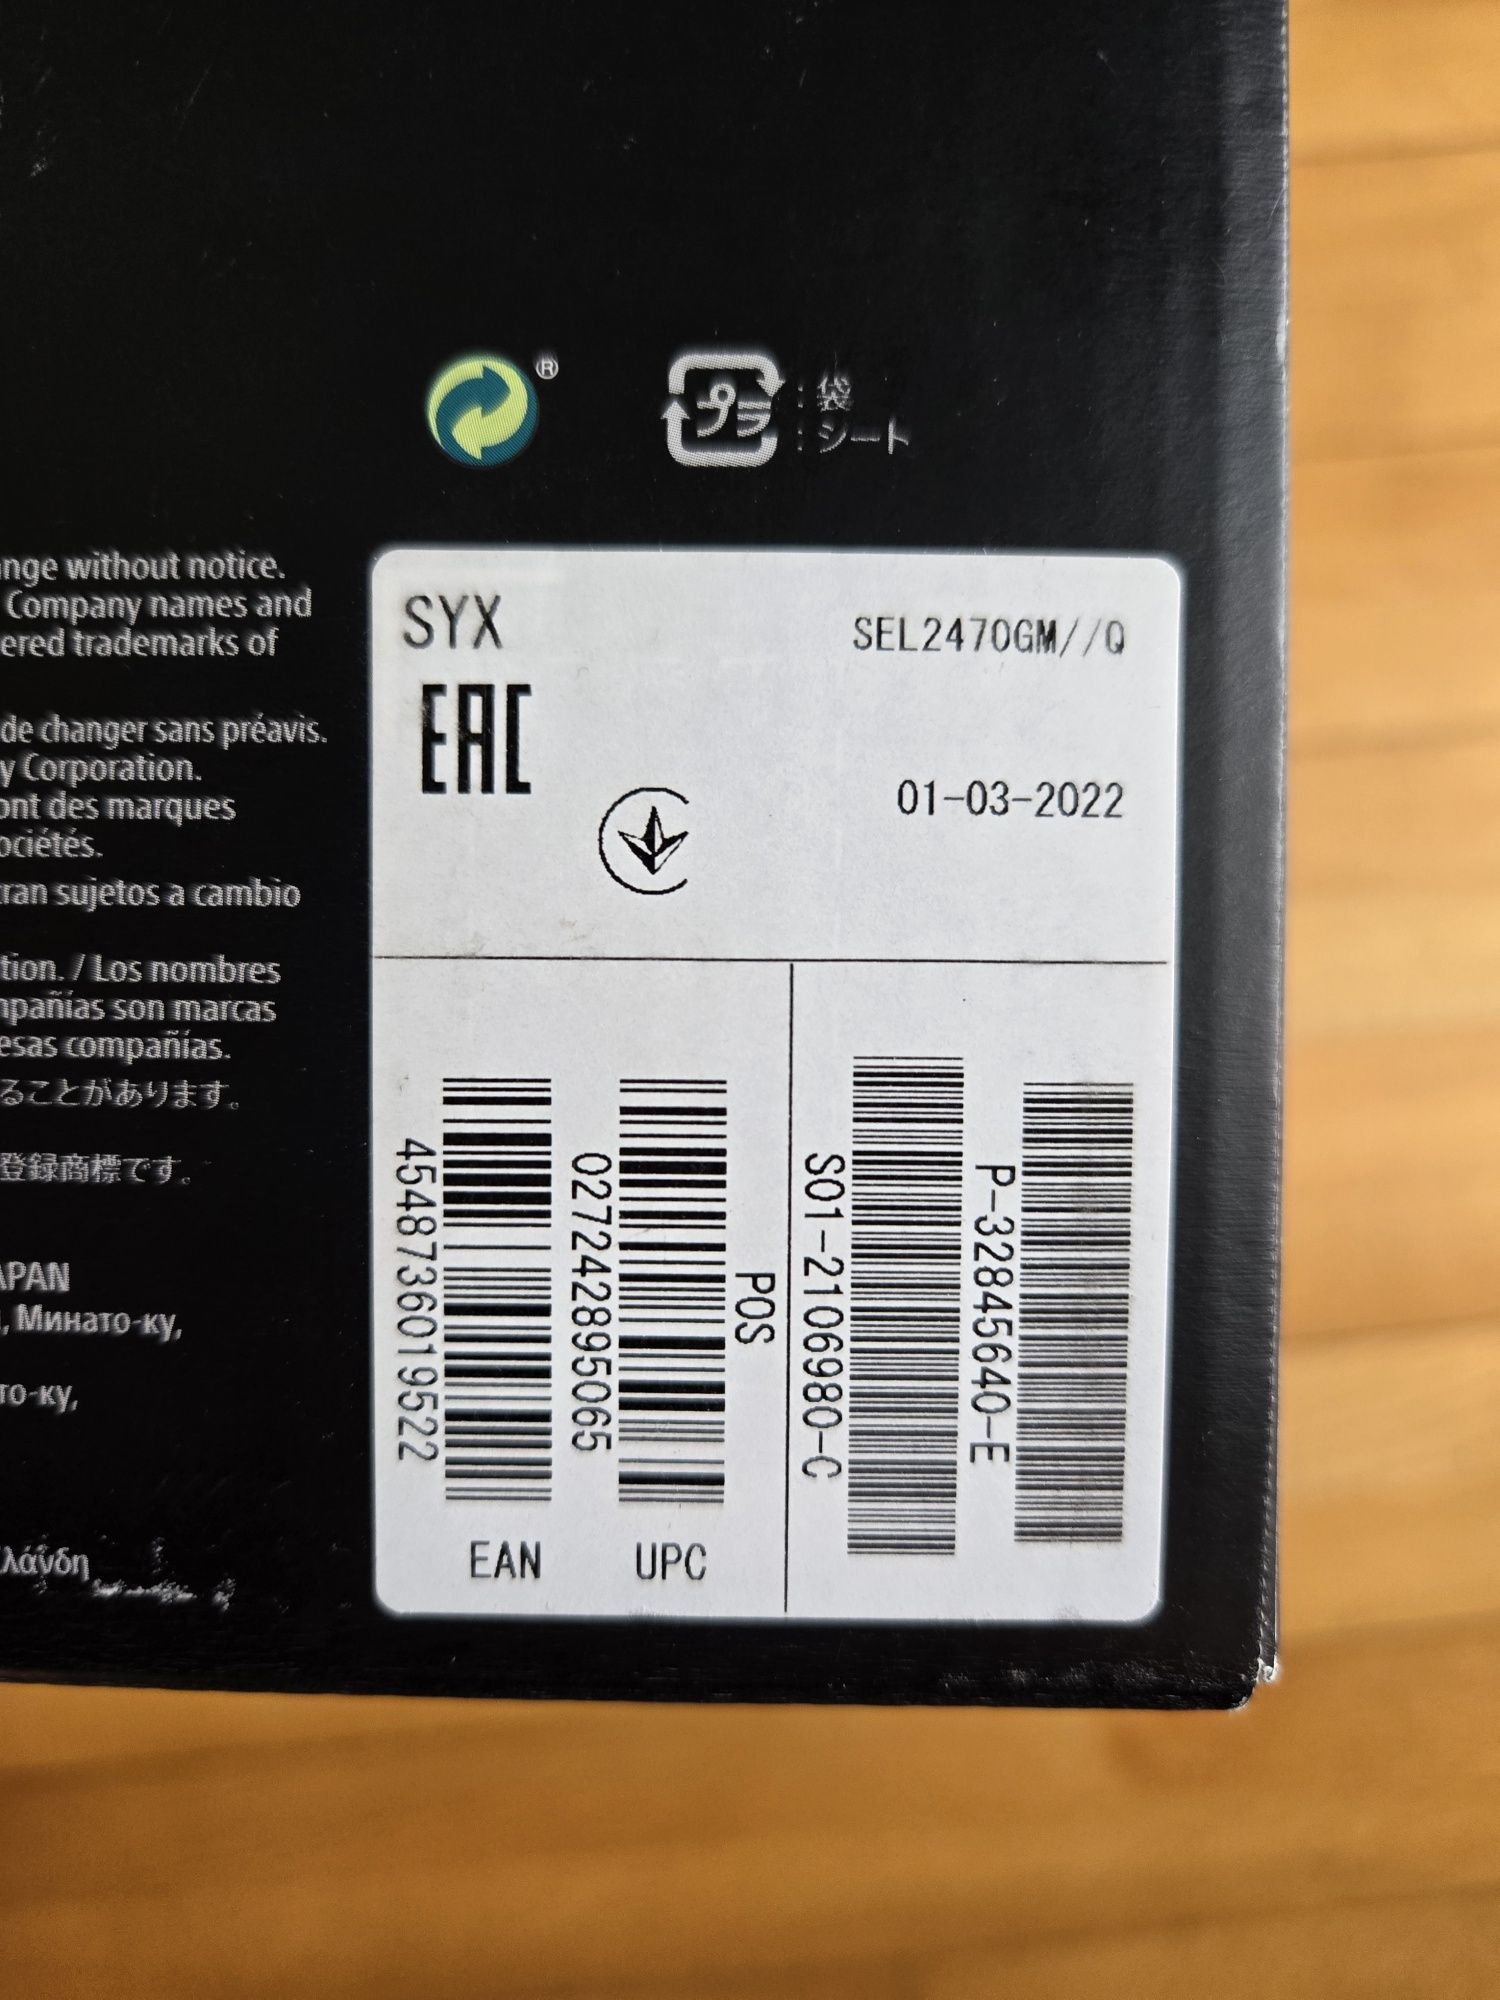 ®
プラ
: 袋
: シート
nge without notice.
Company names and
ered trademarks of
de changer sans préavis.
y Corporation.
ont des marques
ociétés.
ran sujetos a cambio
tion. / Los nombres
mpañías son marcas
esas compañías.
ることがあります。
登録商標です。
APAN
, Минато-ку,
то-ку,
λάνδη
SYX
SEL2470GM//Q
EAC
01-03-2022
4548736019522
EAN
027242895065
UPC
POS
S01-2106980-C
P-32845640-E